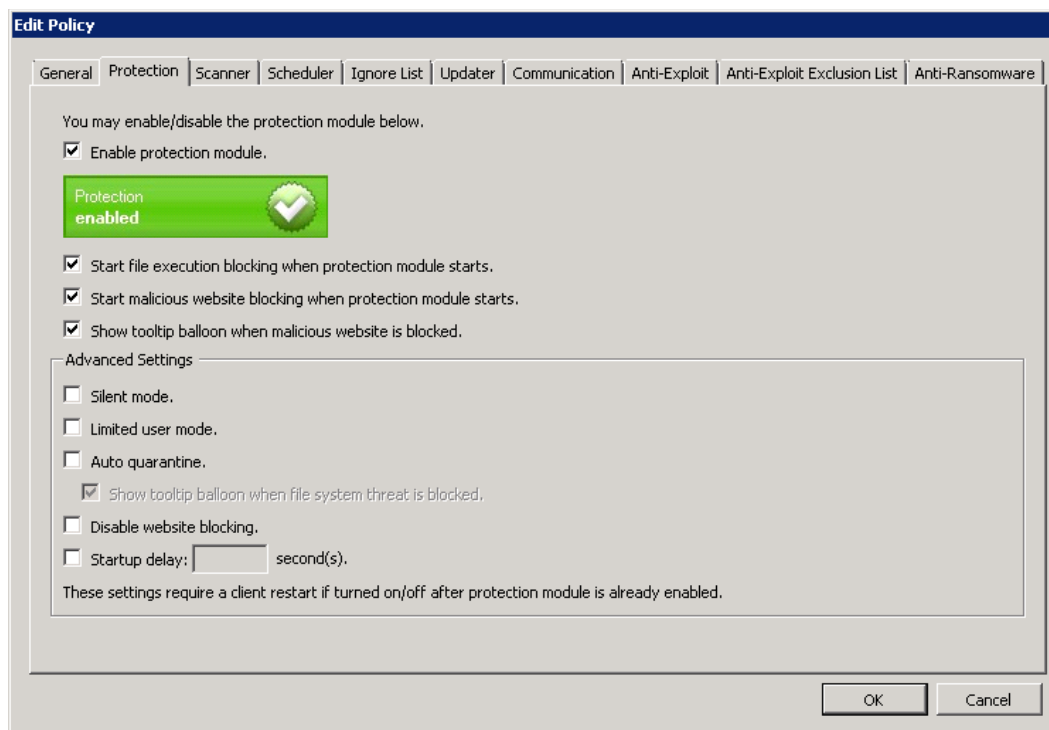 Edit Policy
General Protection Scanner Scheduler Ignore List Updater Communication Anti-Exploit Anti-Exploit Exclusion List Anti-Ransomware
You may enable/disable the protection module below.
Enable protection module.
Protection
enabled
Start file execution blocking when protection module starts.
Start malicious website blocking when protection module starts.
Show tooltip balloon when malicious website is blocked.
Advanced Settings
Silent mode.
Limited user mode.
Auto quarantine.
Show tooltip balloon when file system threat is blocked.
Disable website blocking.
Startup delay: second(s).
These settings require a client restart if turned on/off after protection module is already enabled.
OK Cancel